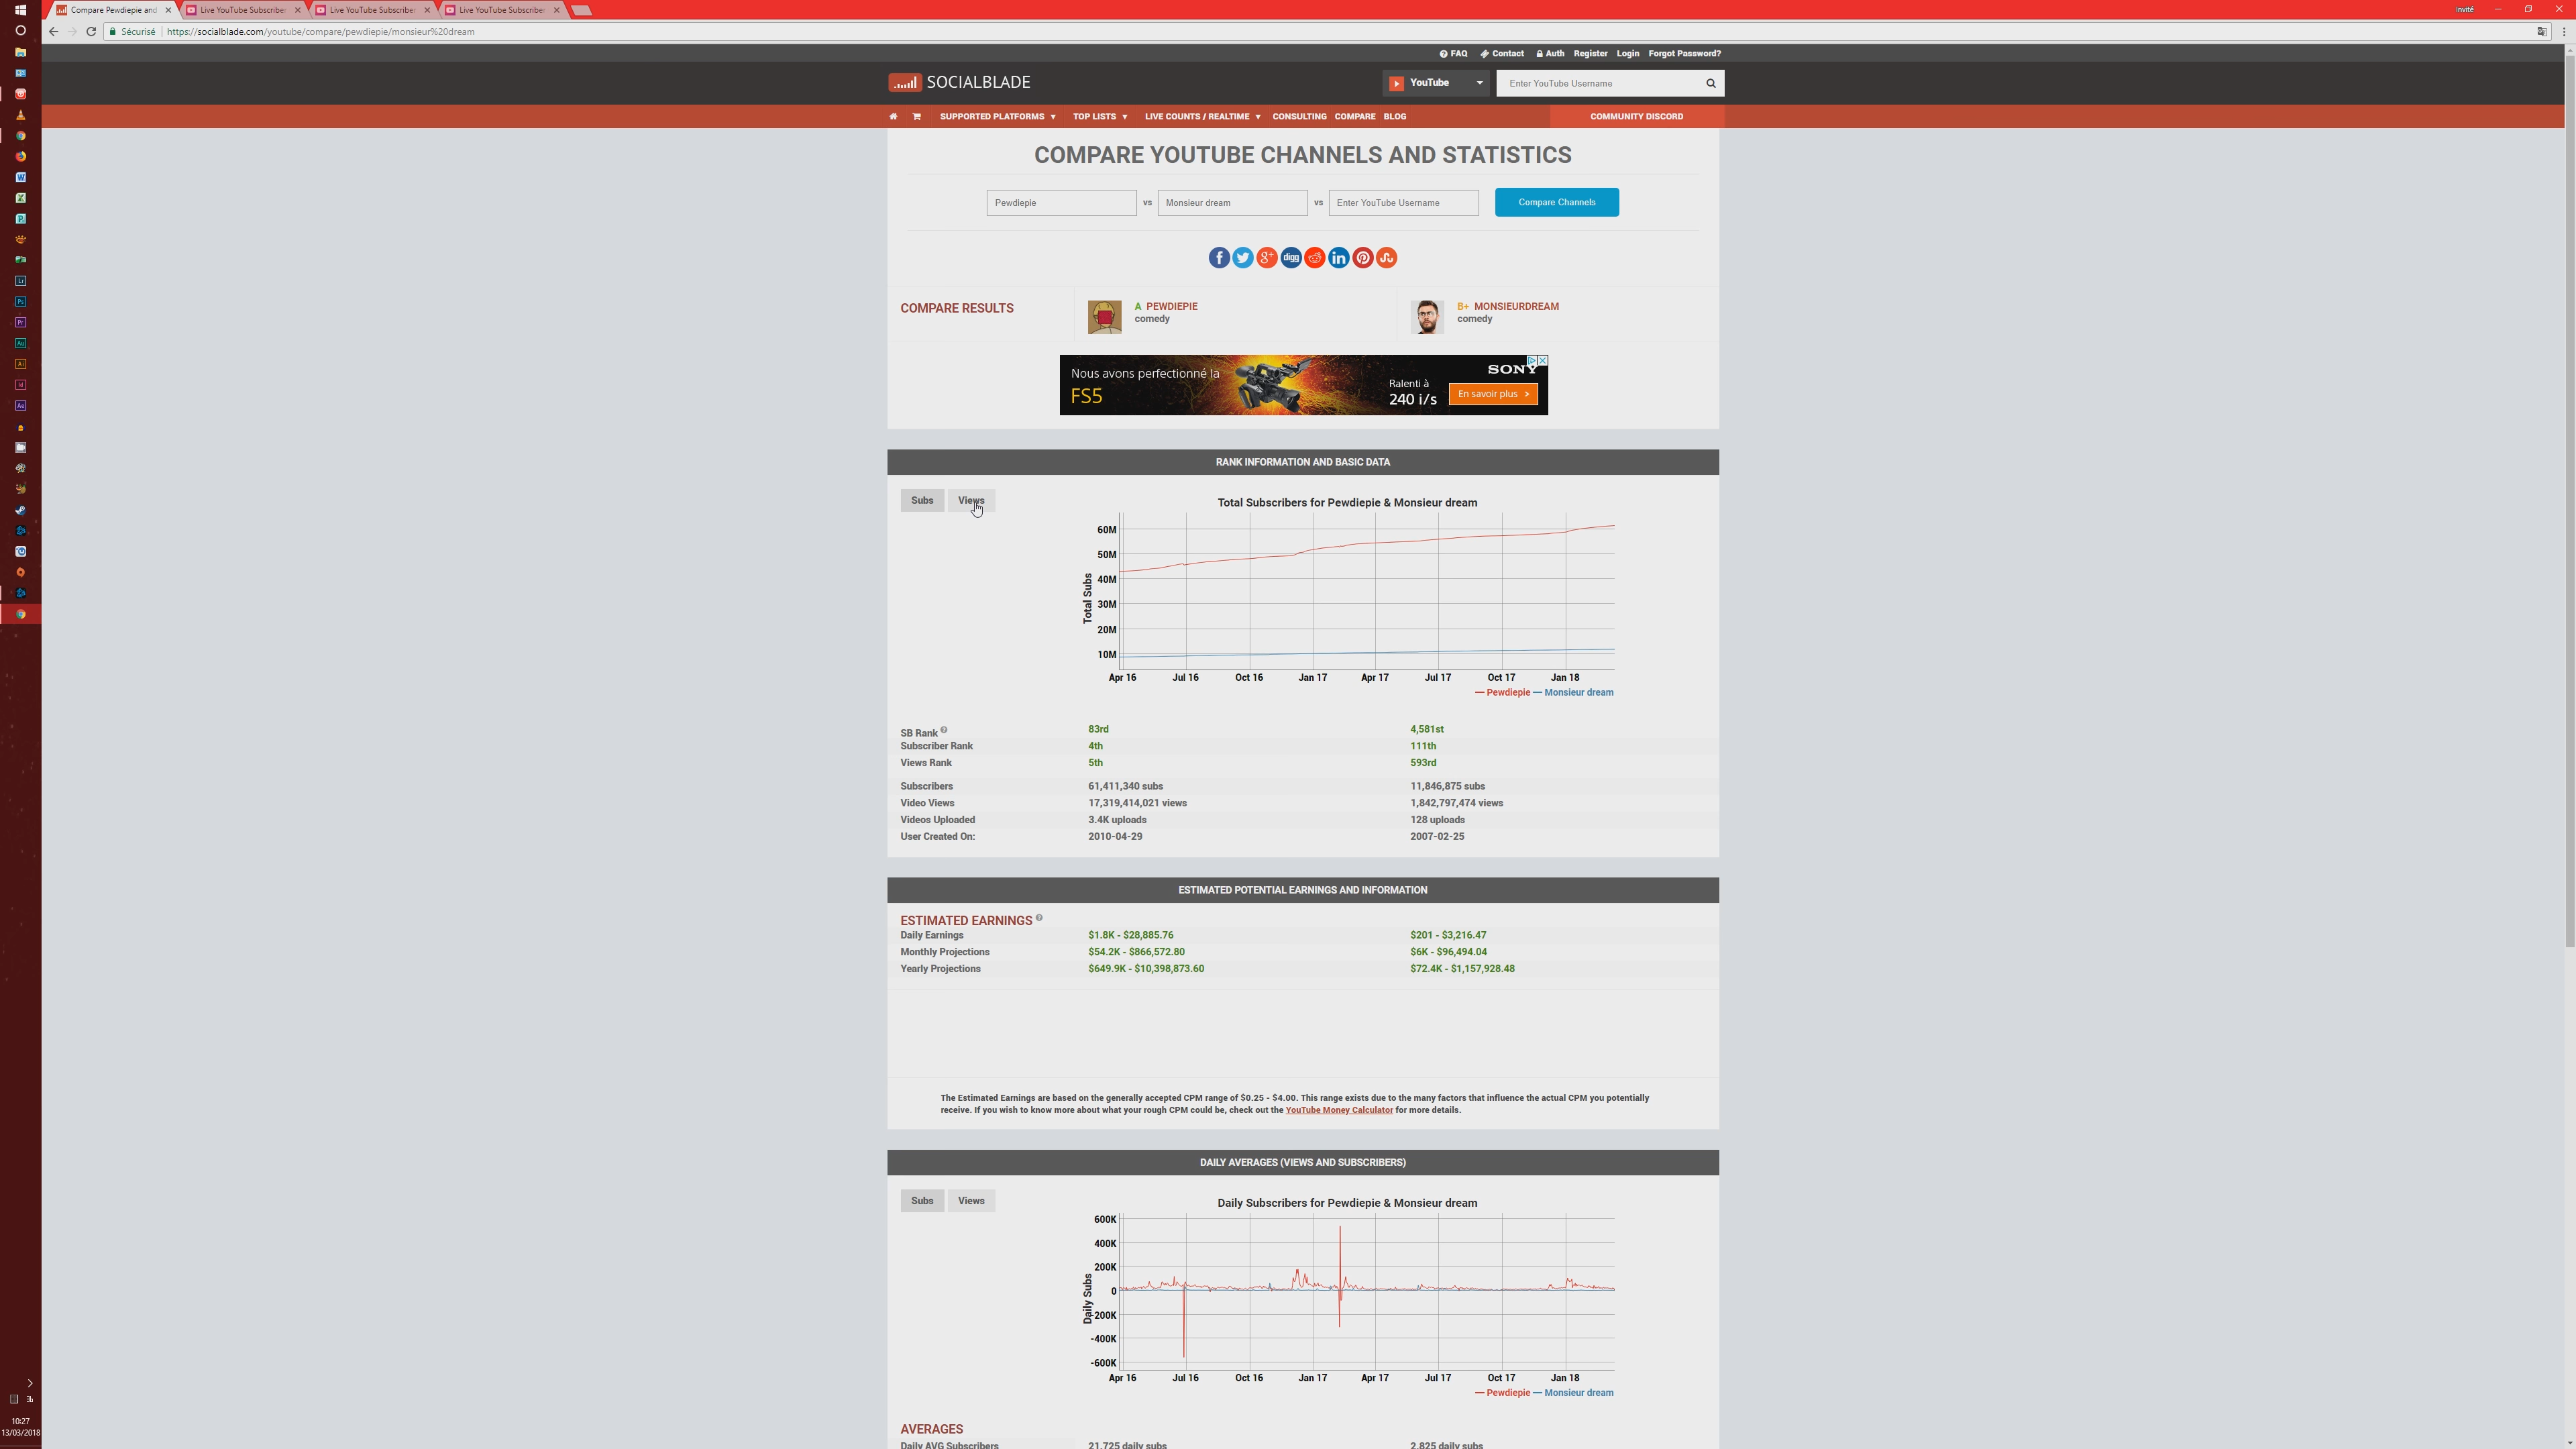 Compare Pewdiepie and
Live YouTube Subscriber
Live YouTube Subscriber
Live YouTube Subscriber
Invité
Sécurisé
https://socialblade.com/youtube/compare/pewdiepie/monsieur%20dream
FAQ Contact Auth Register Login Forgot Password?
SOCIALBLADE
YouTube
Enter YouTube Username
SUPPORTED PLATFORMS TOP LISTS LIVE COUNTS / REALTIME CONSULTING COMPARE BLOG
COMMUNITY DISCORD
COMPARE YOUTUBE CHANNELS AND STATISTICS
Pewdiepie vs Monsieur dream vs Enter YouTube Username Compare Channels
digg
COMPARE RESULTS
A PEWDIEPIE
comedy
B+ MONSIEURDREAM
comedy
Nous avons perfectionné la
FS5
SONY
Ralenti à
240 i/s
En savoir plus >
RANK INFORMATION AND BASIC DATA
Subs Views
Total Subscribers for Pewdiepie & Monsieur dream
Total Subs
60M
50M
40M
30M
20M
10M
Apr 16 Jul 16 Oct 16 Jan 17 Apr 17 Jul 17 Oct 17 Jan 18
Pewdiepie Monsieur dream
SB Rank 83rd 4,581st
Subscriber Rank 4th 111th
Views Rank 5th 593rd
Subscribers 61,411,340 subs 11,846,875 subs
Video Views 17,319,414,021 views 1,842,797,474 views
Videos Uploaded 3.4K uploads 128 uploads
User Created On: 2010-04-29 2007-02-25
ESTIMATED POTENTIAL EARNINGS AND INFORMATION
ESTIMATED EARNINGS
Daily Earnings $1.8K - $28,885.76 $201 - $3,216.47
Monthly Projections $54.2K - $866,572.80 $6K - $96,494.04
Yearly Projections $649.9K - $10,398,873.60 $72.4K - $1,157,928.48
The Estimated Earnings are based on the generally accepted CPM range of $0.25 - $4.00. This range exists due to the many factors that influence the actual CPM you potentially
receive. If you wish to know more about what your rough CPM could be, check out the YouTube Money Calculator for more details.
DAILY AVERAGES (VIEWS AND SUBSCRIBERS)
Subs Views
Daily Subscribers for Pewdiepie & Monsieur dream
Daily Subs
600K
400K
200K
0
-200K
-400K
-600K
Apr 16 Jul 16 Oct 16 Jan 17 Apr 17 Jul 17 Oct 17 Jan 18
Pewdiepie Monsieur dream
AVERAGES
Daily AVG Subscribers 21,725 daily subs 2,825 daily subs
10:27
13/03/2018